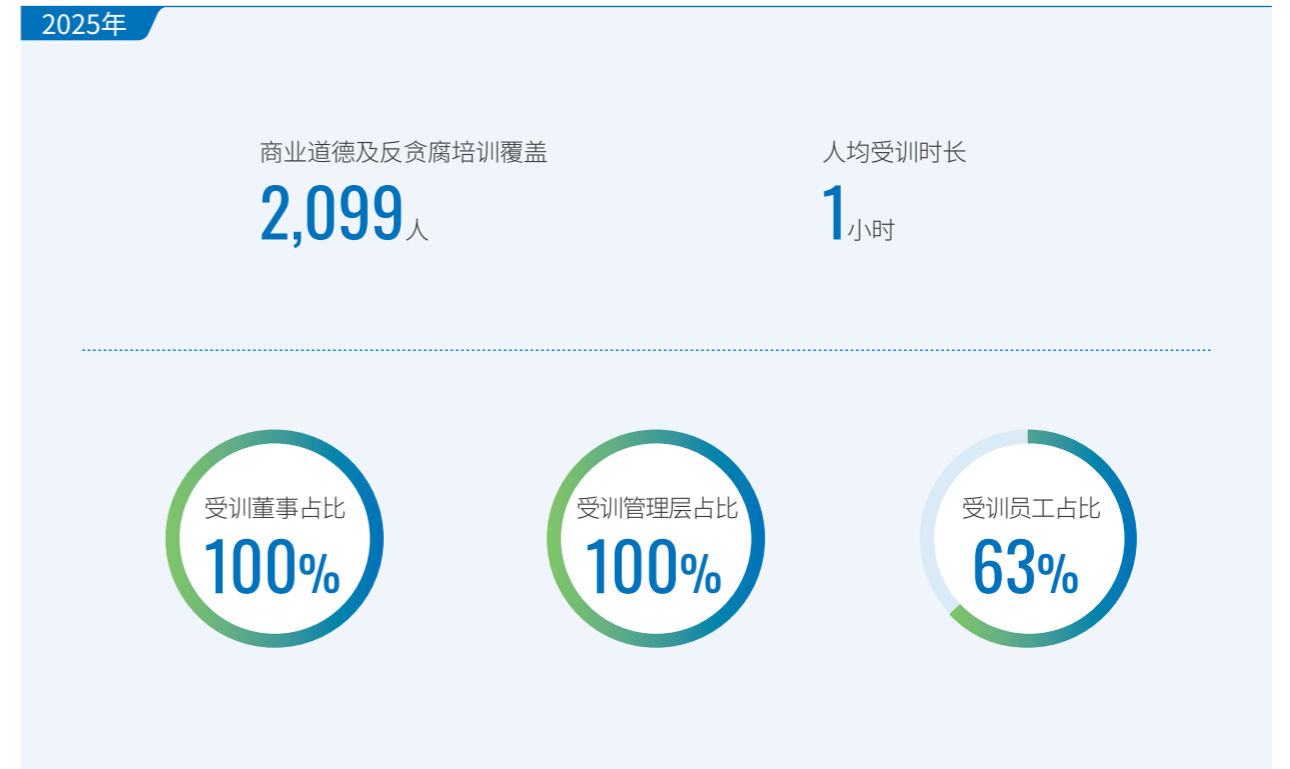 2025年
商业道德及反贪腐培训覆盖
2,099人
人均受训时长
1小时
受训董事占比
100%
受训管理层占比
100%
受训员工占比
63%